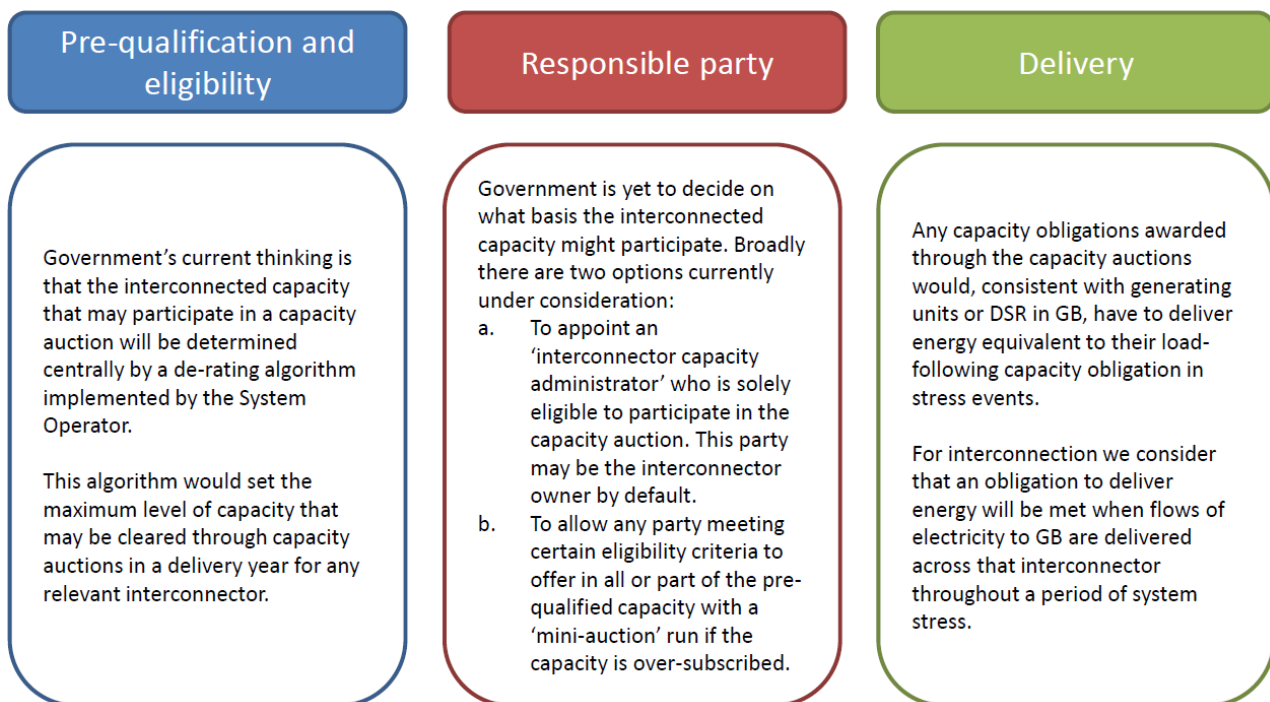 Pre-qualification and
eligibility
Government’s current thinking is
that the interconnected capacity
that may participate in a capacity
auction will be determined
centrally by a de-rating algorithm
implemented by the System
Operator.
This algorithm would set the
maximum level of capacity that
may be cleared through capacity
auctions in a delivery year for any
relevant interconnector.
Responsible party
Government is yet to decide on
what basis the interconnected
capacity might participate. Broadly
there are two options currently
under consideration:
a. To appoint an
‘interconnector capacity
administrator’ who is solely
eligible to participate in the
capacity auction. This party
may be the interconnector
owner by default.
b. To allow any party meeting
certain eligibility criteria to
offer in all or part of the pre-
qualified capacity with a
‘mini-auction’ run if the
capacity is over-subscribed.
Delivery
Any capacity obligations awarded
through the capacity auctions
would, consistent with generating
units or DSR in GB, have to deliver
energy equivalent to their load-
following capacity obligation in
stress events.
For interconnection we consider
that an obligation to deliver
energy will be met when flows of
electricity to GB are delivered
across that interconnector
throughout a period of system
stress.